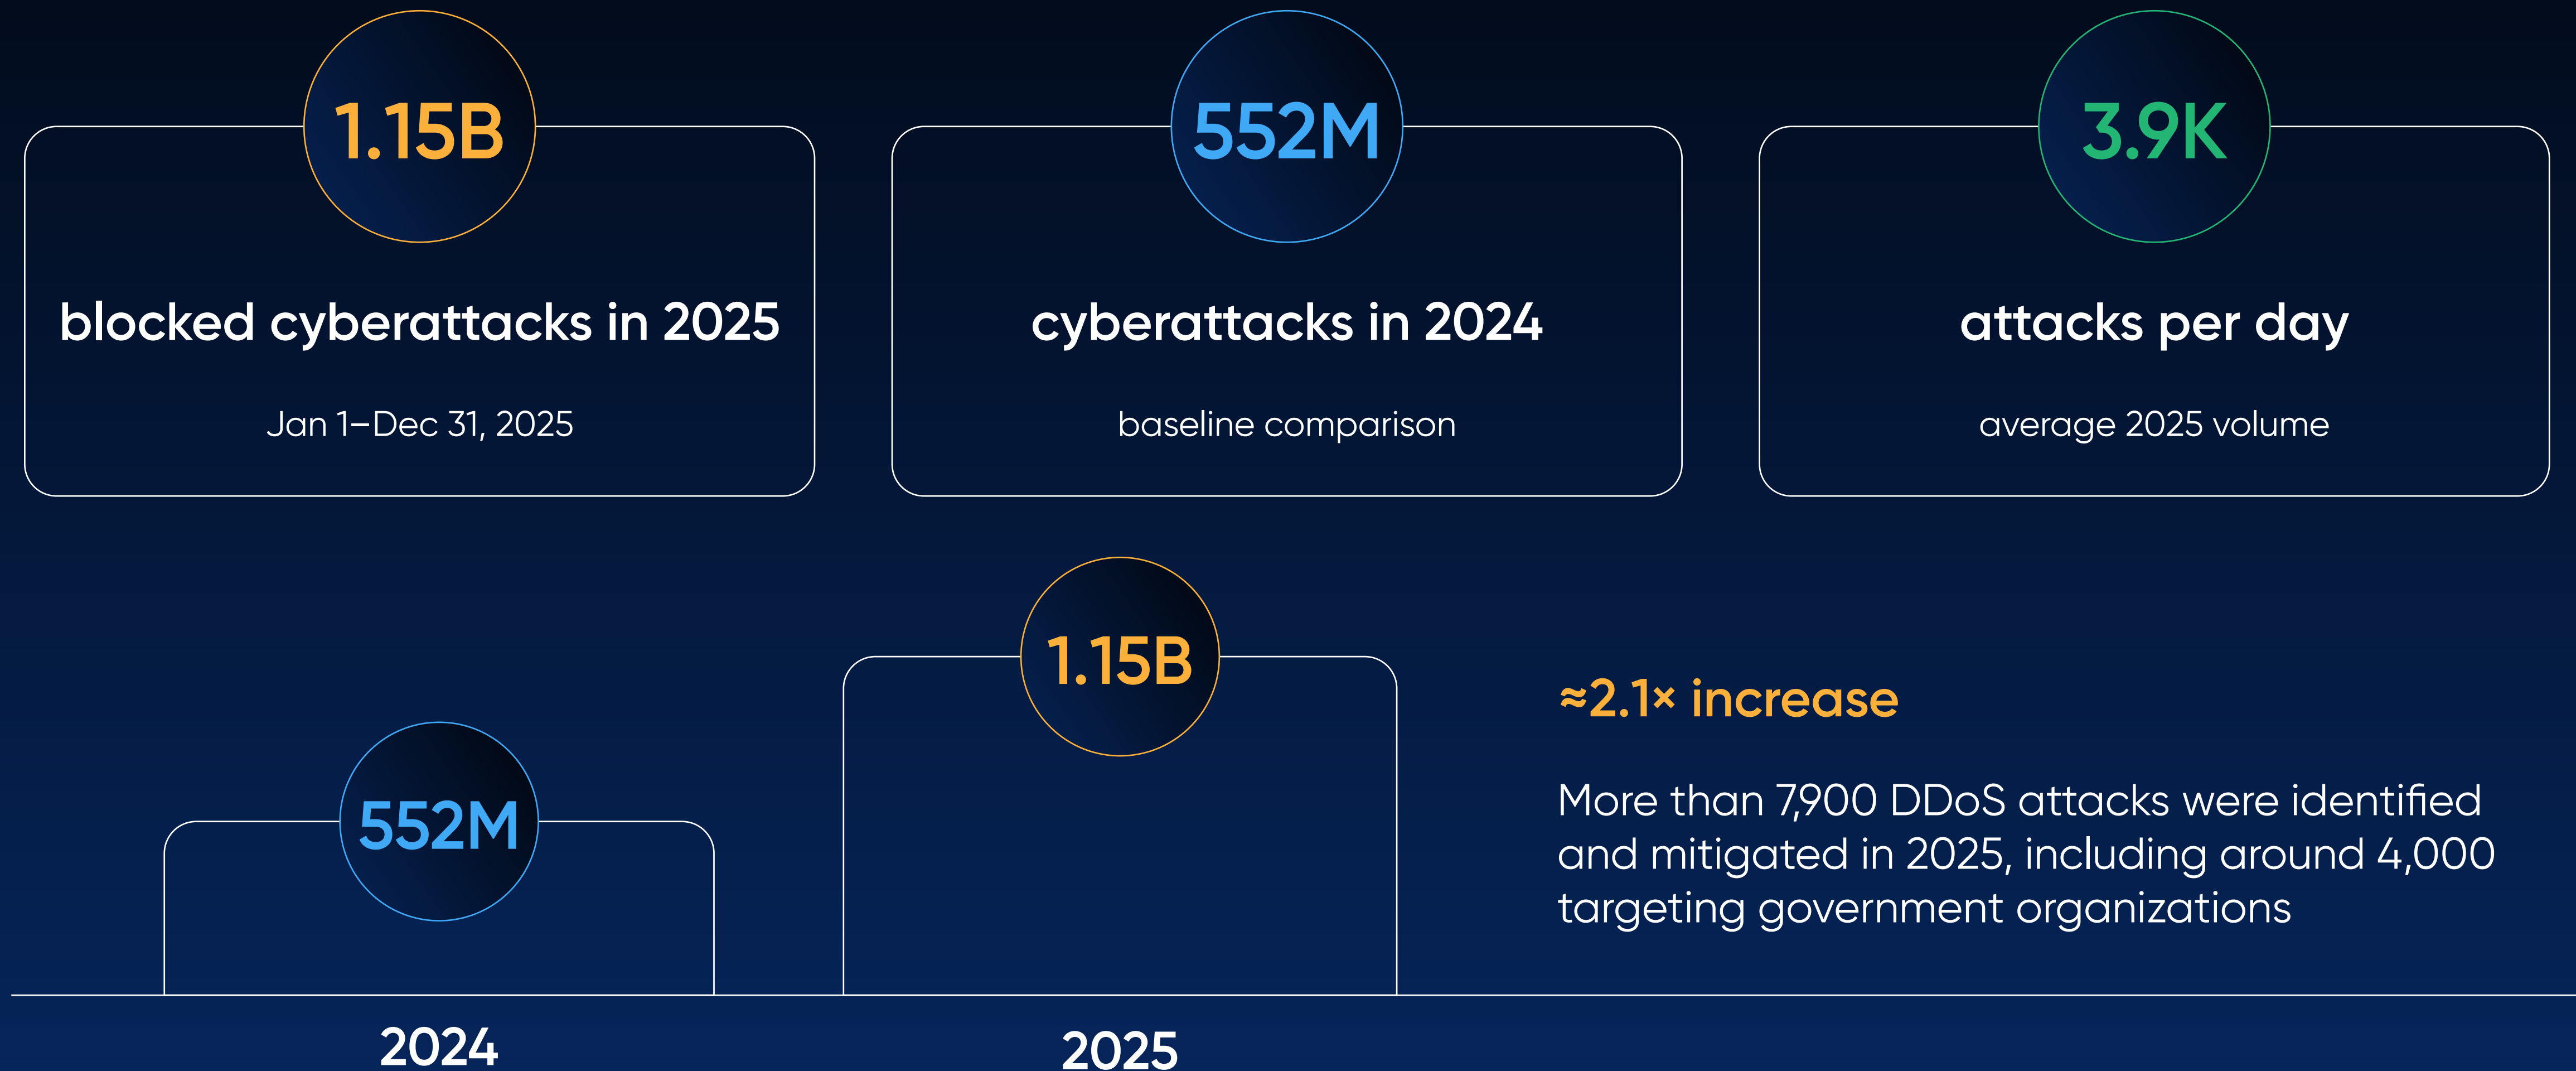 1.15B
blocked cyberattacks in 2025
Jan 1–Dec 31, 2025
552M
cyberattacks in 2024
baseline comparison
3.9K
attacks per day
average 2025 volume
552M
2024
1.15B
2025
≈2.1× increase
More than 7,900 DDoS attacks were identified
and mitigated in 2025, including around 4,000
targeting government organizations